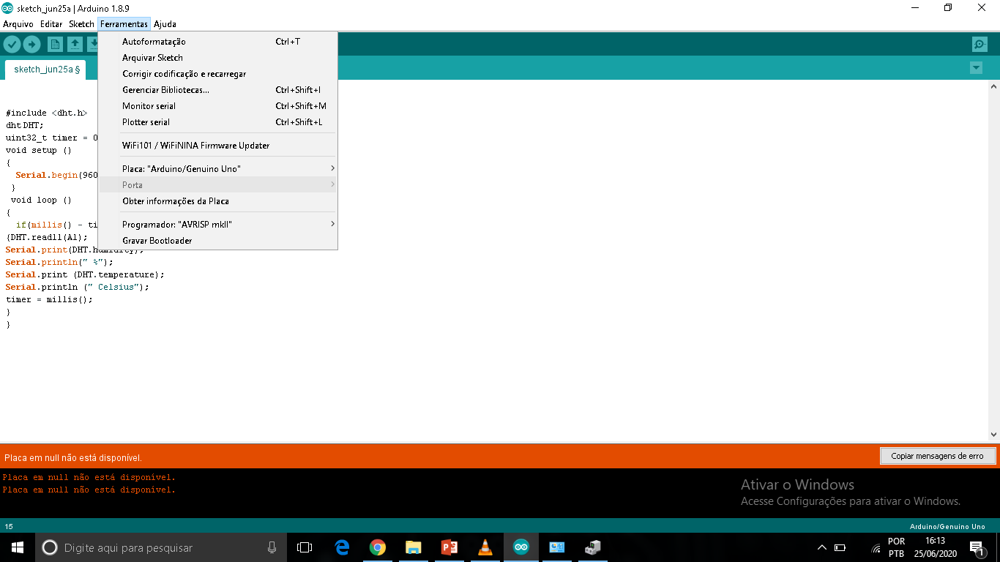 sketch_jun25a | Arduino 1.8.9
Arquivo Editar Sketch Ferramentas Ajuda
Autoformatação Ctrl+T
Arquivar Sketch
Corrigir codificação e recarregar
Gerenciar Bibliotecas... Ctrl+Shift+I
Monitor serial Ctrl+Shift+M
Plotter serial Ctrl+Shift+L
WiFi101 / WiFiNINA Firmware Updater
Placa: "Arduino/Genuino Uno"
Porta
Obter informações da Placa
Programador: "AVRISP mkII"
Gravar Bootloader
sketch_jun25a §
#include <dht.h>
dht DHT;
uint32_t timer = 0
void setup ()
{
Serial.begin(960
}
void loop ()
{
if(millis() - ti
{DHT.readll(Al);
Serial.print(DHT.humidity);
Serial.println(" %");
Serial.print (DHT.temperature);
Serial.println (" Celsius");
timer = millis();
}
}
Placa em null não está disponível.
Copiar mensagens de erro
Placa em null não está disponível.
Placa em null não está disponível.
Ativar o Windows
Acesse Configurações para ativar o Windows.
15
Arduino/Genuino Uno
Digite aqui para pesquisar
POR
PTB
16:13
25/06/2020
1